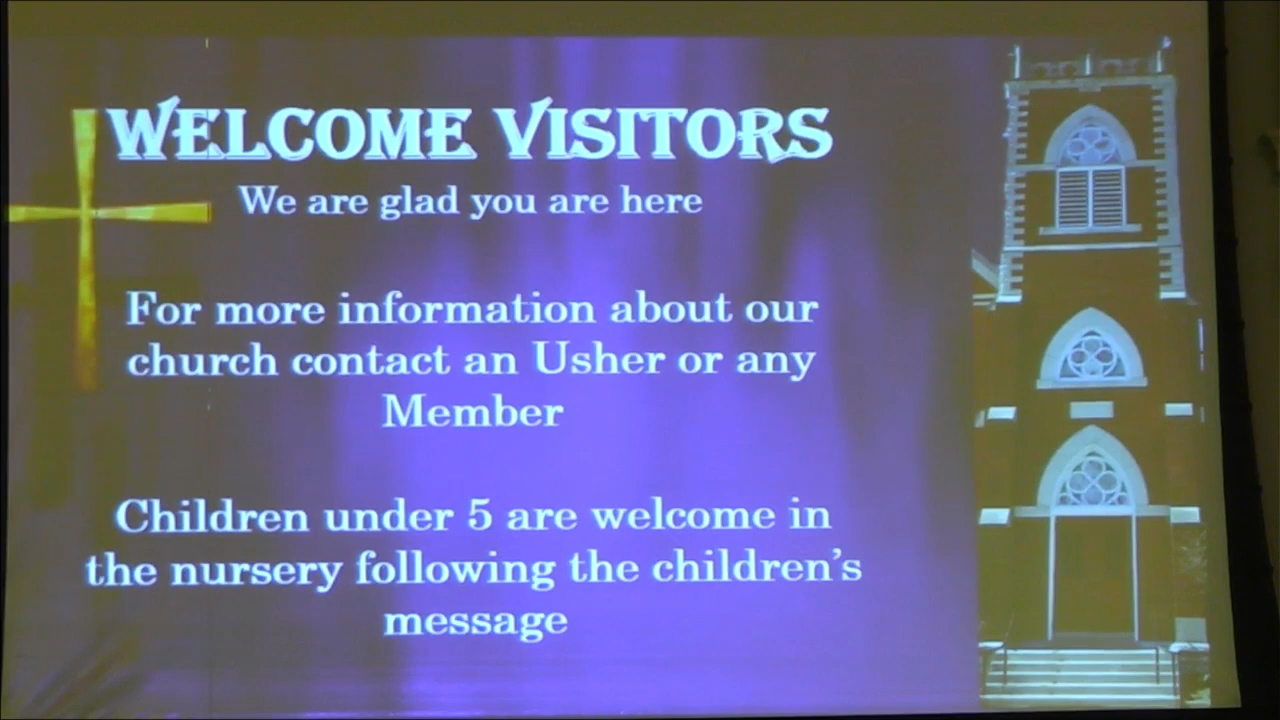 WELCOME VISITORS
We are glad you are here
For more information about our
church contact an Usher or any
Member
Children under 5 are welcome in
the nursery following the children's
message